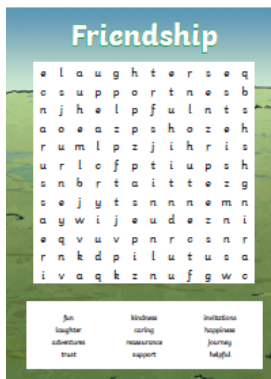 Friendship
e l a u g h t e r s e q
c s u p p o r t n e s b
n j h e l p f u l n t s
a o e a z p s h o z e h
r u m l p z j i h r i s
u r l c f p t i u p s h
s n b r t a i t t e z g
s e j y t s n n n e m n
a y w i j e u d e z n i
e q v u v p n r c s n r
r n k d p i l u t u s a
i v a q k z n u f g w c
fun kindness invitations
laughter caring happiness
adventures reassurance journey
trust support helpful